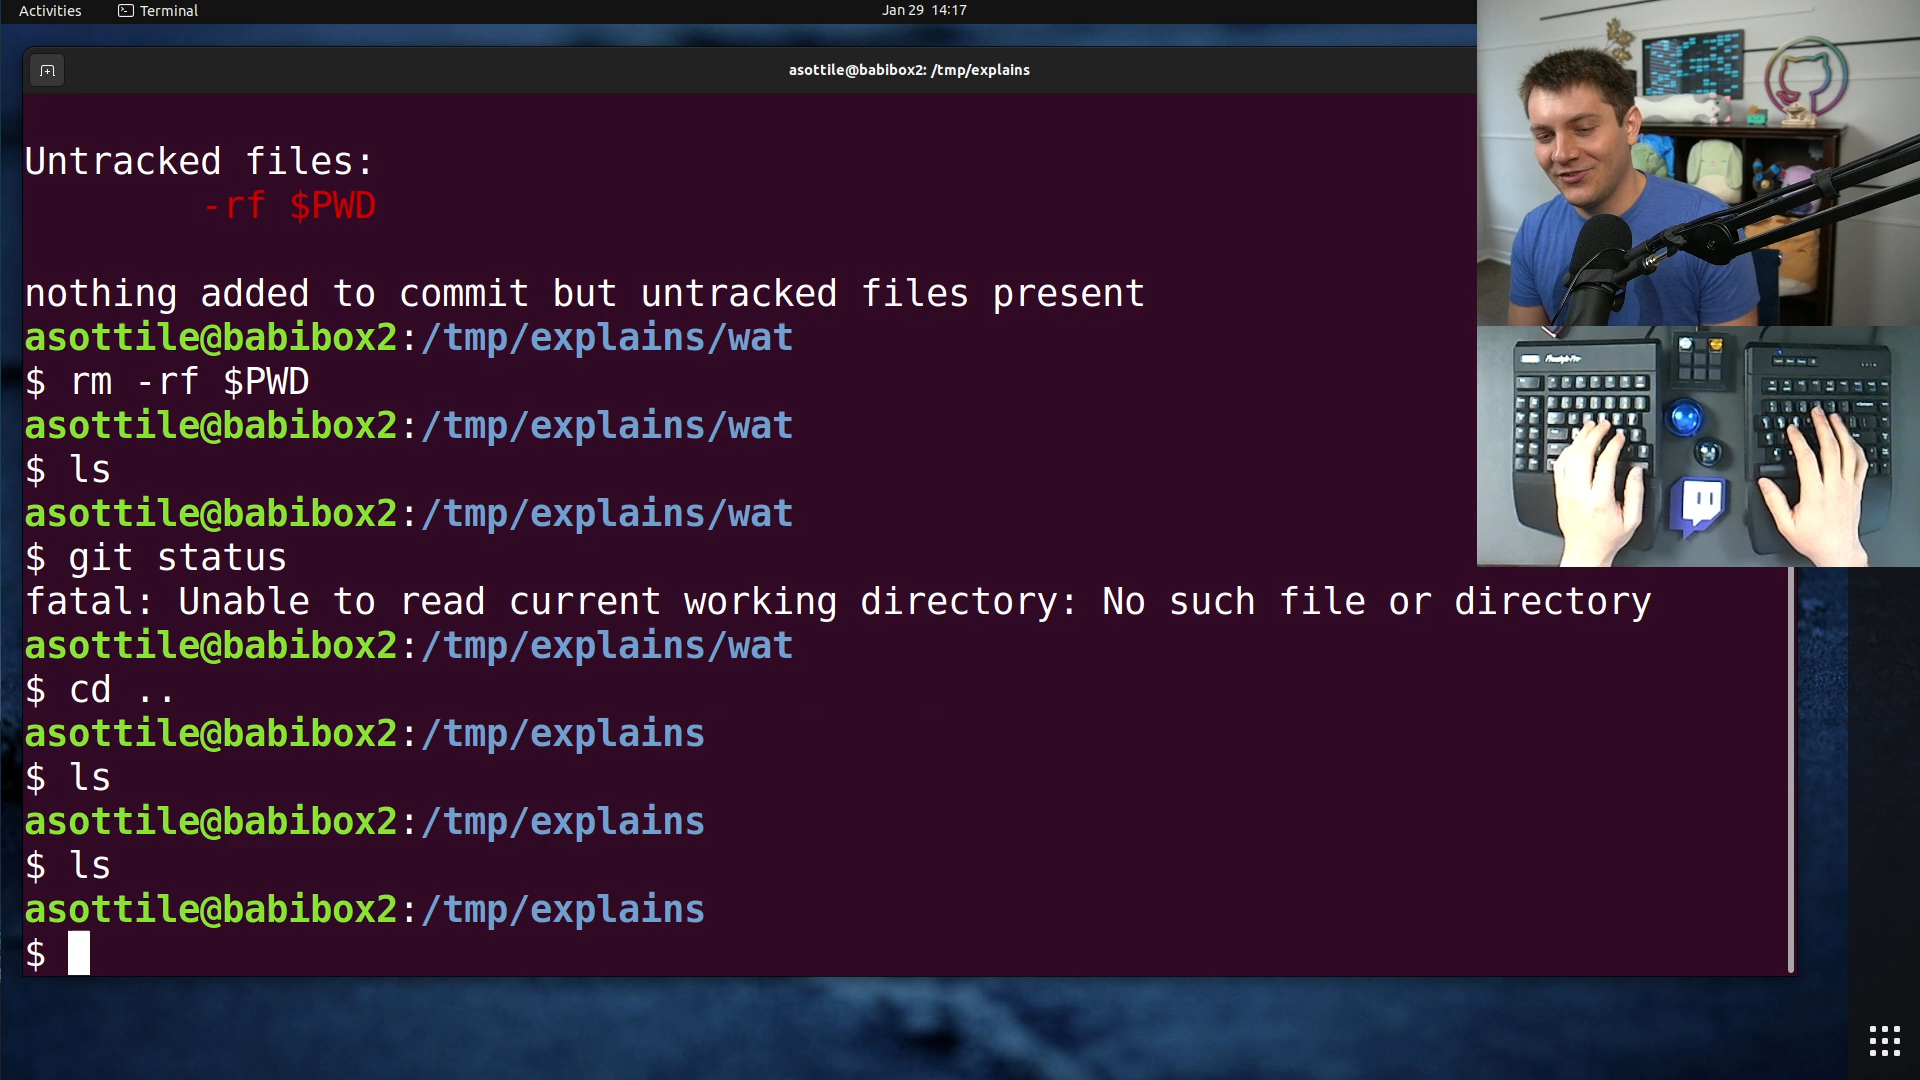 Activities
Terminal
Jan 29 14:17
asottile@babibox2: /tmp/explains
Untracked files:
-rf $PWD
nothing added to commit but untracked files present
asottile@babibox2:/tmp/explains/wat
$ rm -rf $PWD
asottile@babibox2:/tmp/explains/wat
$ ls
asottile@babibox2:/tmp/explains/wat
$ git status
fatal: Unable to read current working directory: No such file or directory
asottile@babibox2:/tmp/explains/wat
$ cd ..
asottile@babibox2:/tmp/explains
$ ls
asottile@babibox2:/tmp/explains
$ ls
asottile@babibox2:/tmp/explains
$